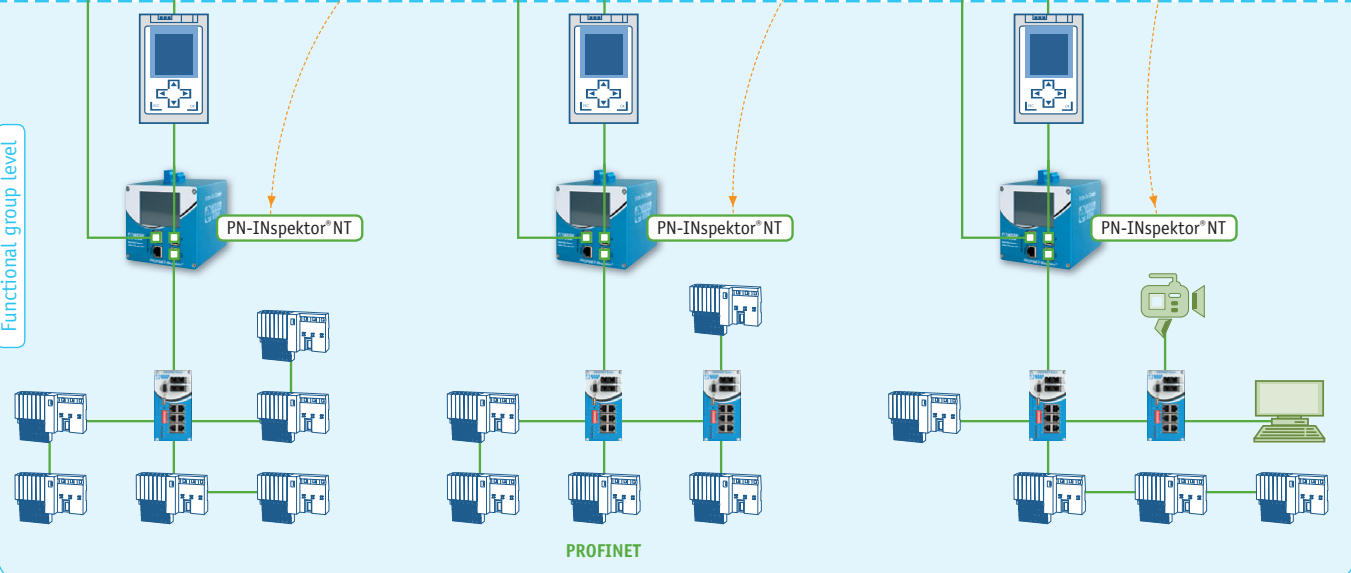 Functional group level
PN-INspektor® NT
PN-INspektor® NT
PN-INspektor® NT
PROFINET